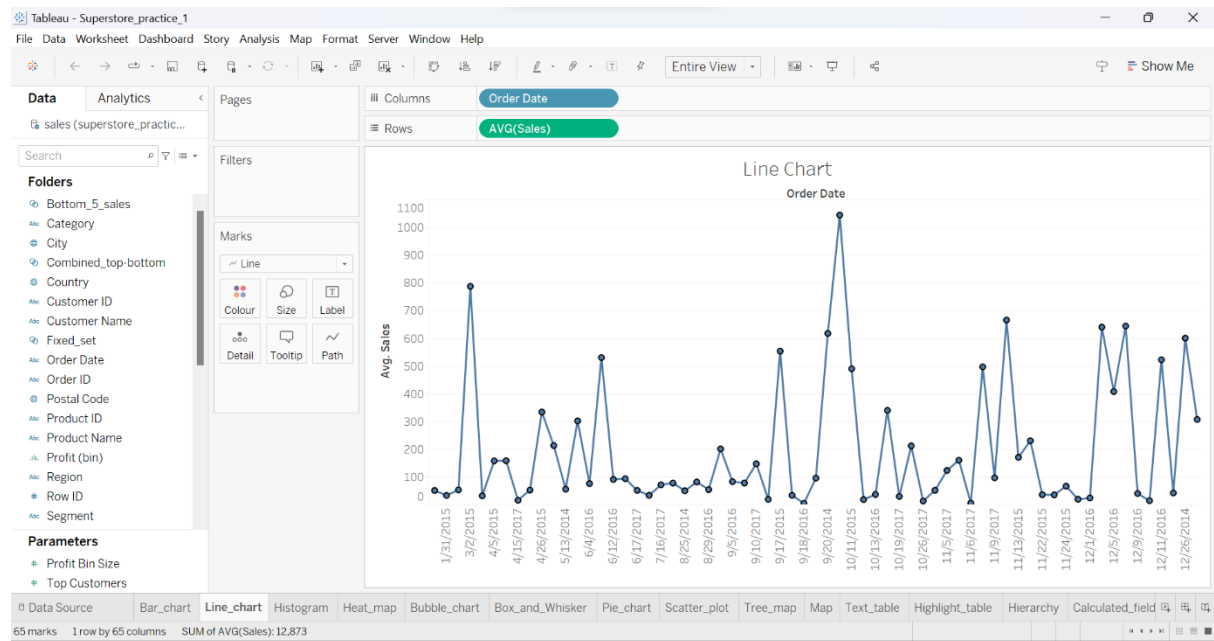 Tableau - Superstore_practice_1
File Data Worksheet Dashboard Story Analysis Map Format Server Window Help
Entire View
Show Me
Data Analytics
sales (superstore_practic...
Search
Folders
Bottom_5_sales
Abc Category
City
Combined_top-bottom
Country
Abc Customer ID
Abc Customer Name
Fixed_set
Abc Order Date
Abc Order ID
Postal Code
Abc Product ID
Abc Product Name
Profit (bin)
Abc Region
# Row ID
Abc Segment
Parameters
# Profit Bin Size
# Top Customers
Pages
Filters
Marks
Line
Colour Size Label
Detail Tooltip Path
Columns
Order Date
Rows
AVG(Sales)
Line Chart
Order Date
Avg. Sales
1100
1000
900
800
700
600
500
400
300
200
100
0
1/31/2015
3/2/2015
4/5/2015
4/15/2017
4/26/2015
5/13/2014
6/4/2016
6/12/2016
6/17/2017
7/16/2017
8/25/2014
8/29/2016
9/5/2016
9/10/2017
9/17/2015
9/18/2016
9/20/2014
10/11/2015
10/13/2016
10/19/2017
10/26/2017
11/5/2017
11/6/2017
11/9/2017
11/13/2015
11/22/2015
11/24/2015
12/1/2016
12/5/2016
12/9/2016
12/11/2016
12/26/2014
Data Source Bar_chart Line_chart Histogram Heat_map Bubble_chart Box_and_Whisker Pie_chart Scatter_plot Tree_map Map Text_table Highlight_table Hierarchy Calculated_field
65 marks 1 row by 65 columns SUM of AVG(Sales): 12,873